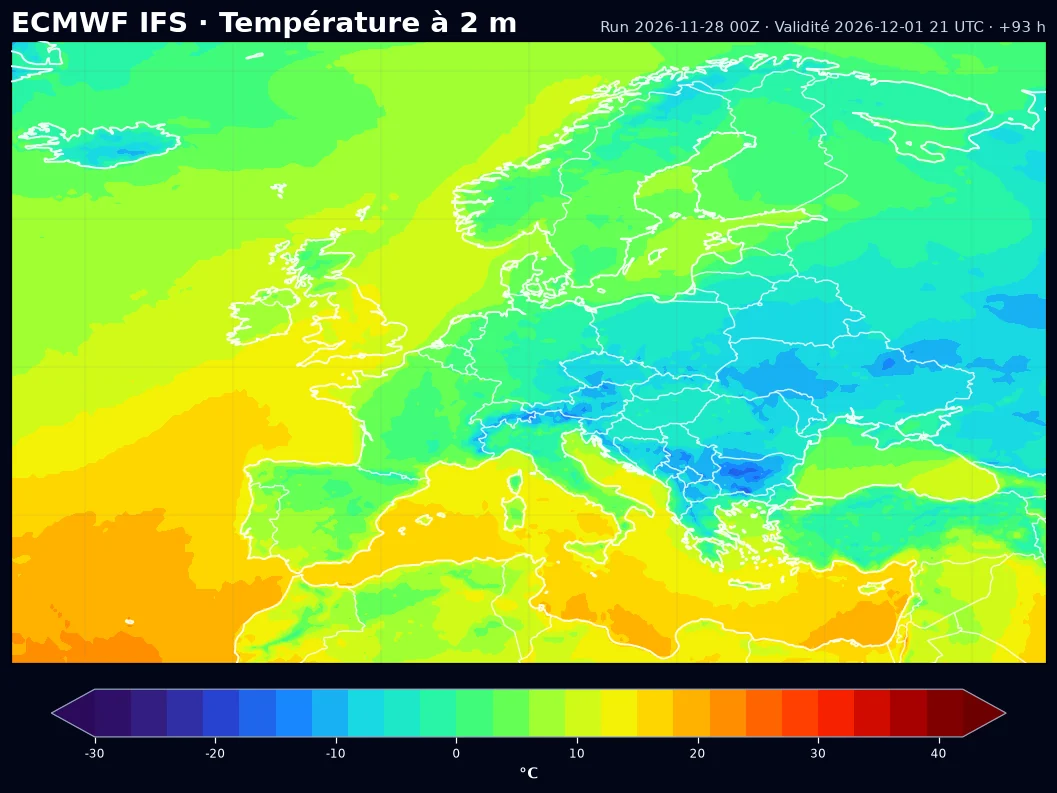 ECMWF IFS · Température à 2 m
Run 2026-11-28 00Z · Validité 2026-12-01 21 UTC · +93 h
-30 -20 -10 0 10 20 30 40
°C